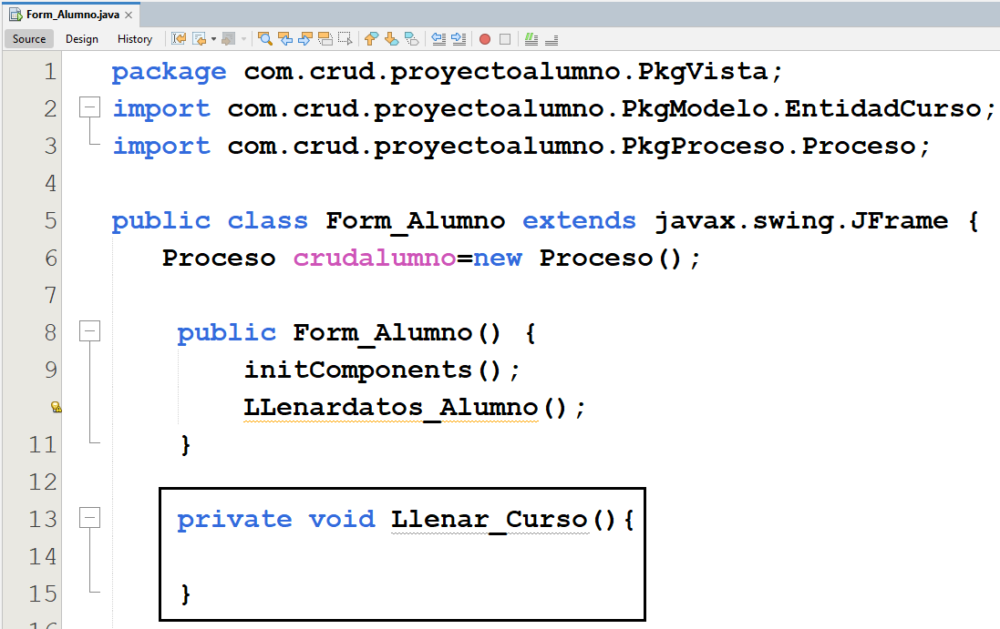 Form_Alumno.java
Source Design History
1 package com.crud.proyectoalumno.PkgVista;
2 import com.crud.proyectoalumno.PkgModelo.EntidadCurso;
3 import com.crud.proyectoalumno.PkgProceso.Proceso;
4
5 public class Form_Alumno extends javax.swing.JFrame {
6 Proceso crudalumno=new Proceso();
7
8 public Form_Alumno() {
9 initComponents();
LLenardatos_Alumno();
11 }
12
13 private void Llenar_Curso(){
14
15 }
16